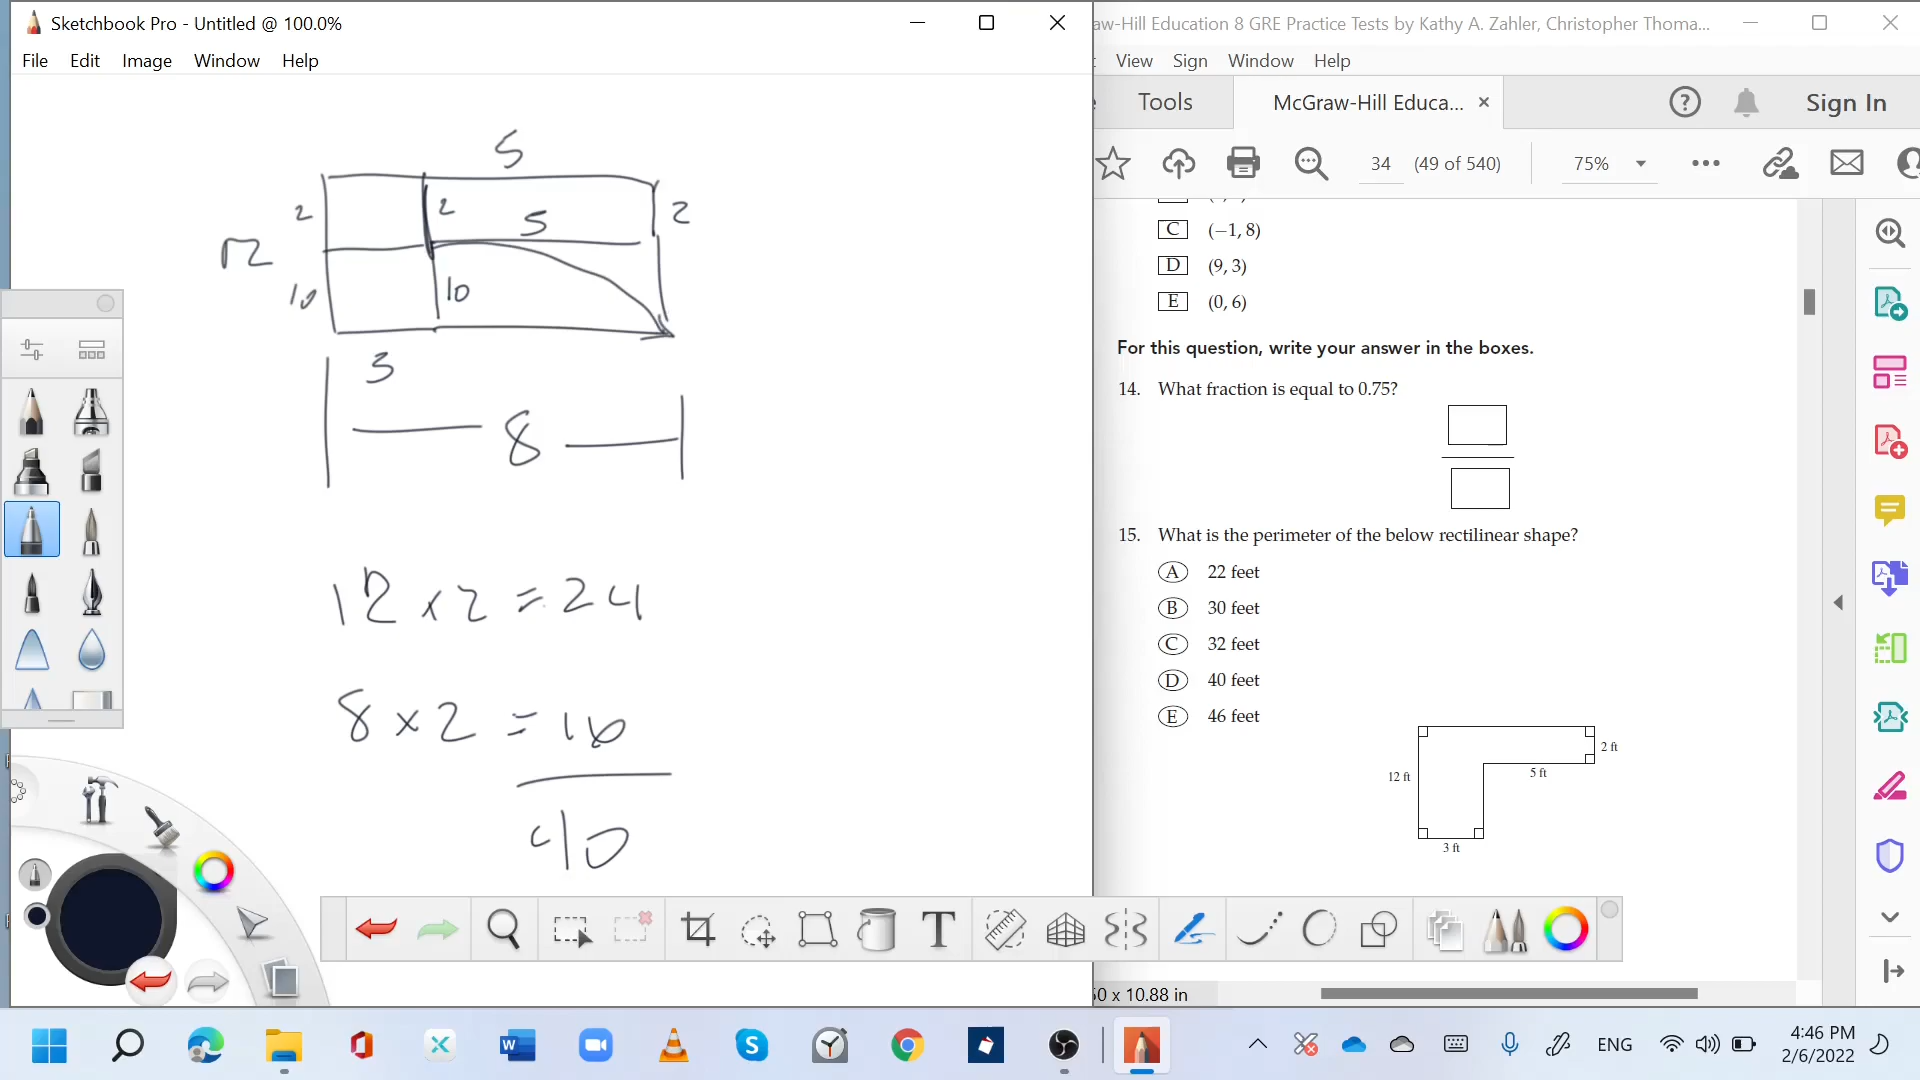 Sketchbook Pro - Untitled @ 100.0%
File Edit Image Window Help
5
2
2
5
2
12
10
10
3
8
12 x 2 = 24
8 x 2 = 16
40
aw-Hill Education 8 GRE Practice Tests by Kathy A. Zahler, Christopher Thoma...
View Sign Window Help
Tools
McGraw-Hill Educa... ×
Sign In
34 (49 of 540)
75%
C (−1, 8)
D (9, 3)
E (0, 6)
For this question, write your answer in the boxes.
14. What fraction is equal to 0.75?
15. What is the perimeter of the below rectilinear shape?
A 22 feet
B 30 feet
C 32 feet
D 40 feet
E 46 feet
2 ft
12 ft
5 ft
3 ft
T
0 x 10.88 in
ENG
4:46 PM
2/6/2022